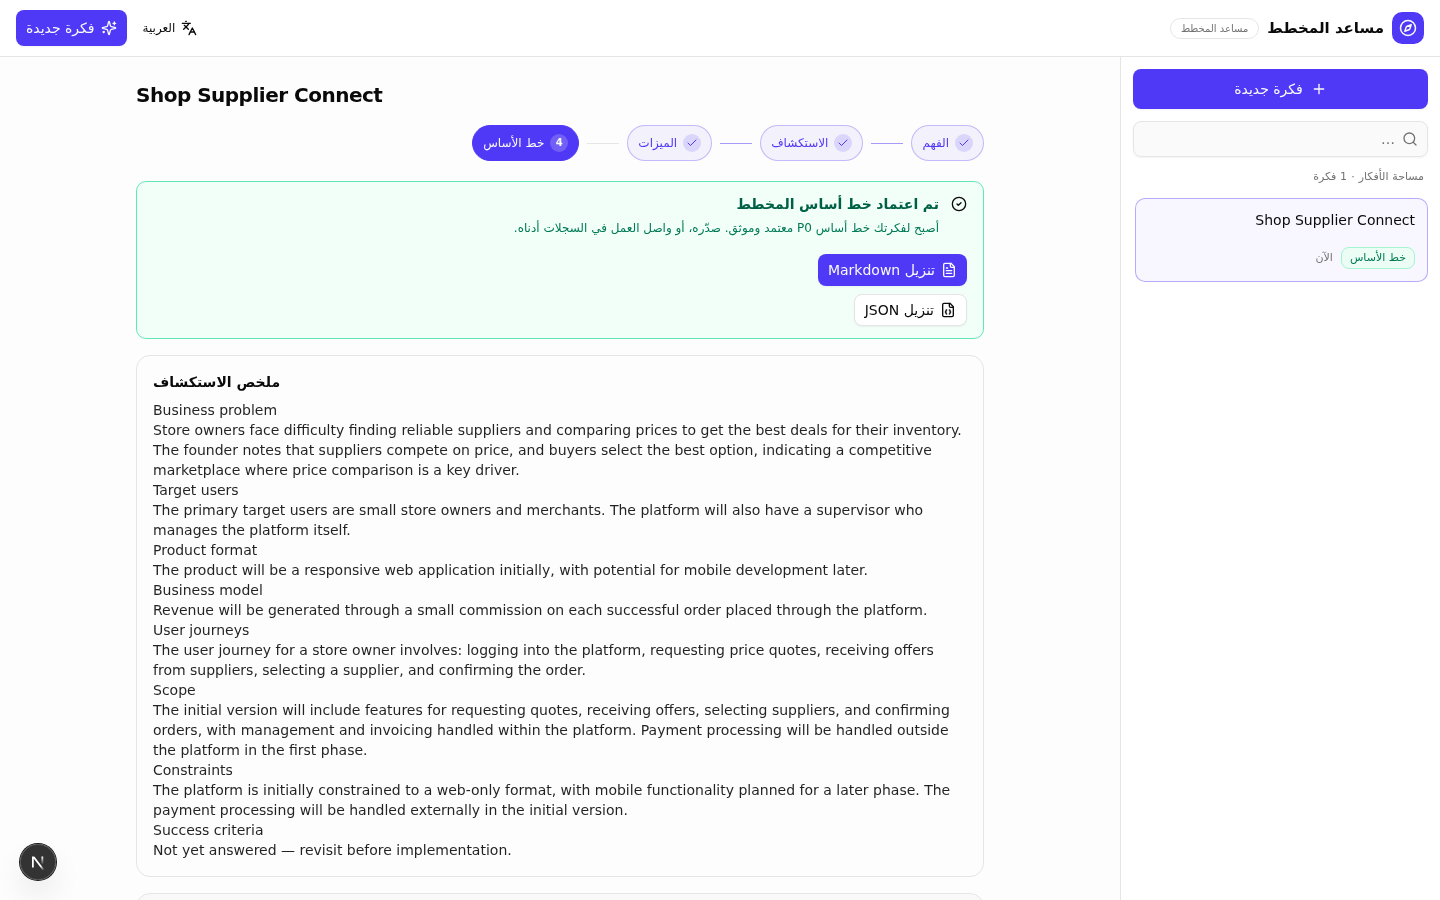 مساعد المخطط
مساعد المخطط
العربية
فكرة جديدة
فكرة جديدة
...
مساحة الأفكار · 1 فكرة
Shop Supplier Connect
خط الأساس
الآن
Shop Supplier Connect
الفهم
الاستكشاف
الميزات
4 خط الأساس
تم اعتماد خط أساس المخطط
أصبح لفكرتك خط أساس P0 معتمد وموثق. صدّره، أو واصل العمل في السجلات أدناه.
تنزيل Markdown
تنزيل JSON
ملخص الاستكشاف
Business problem
Store owners face difficulty finding reliable suppliers and comparing prices to get the best deals for their inventory.
The founder notes that suppliers compete on price, and buyers select the best option, indicating a competitive
marketplace where price comparison is a key driver.
Target users
The primary target users are small store owners and merchants. The platform will also have a supervisor who
manages the platform itself.
Product format
The product will be a responsive web application initially, with potential for mobile development later.
Business model
Revenue will be generated through a small commission on each successful order placed through the platform.
User journeys
The user journey for a store owner involves: logging into the platform, requesting price quotes, receiving offers
from suppliers, selecting a supplier, and confirming the order.
Scope
The initial version will include features for requesting quotes, receiving offers, selecting suppliers, and confirming
orders, with management and invoicing handled within the platform. Payment processing will be handled outside
the platform in the first phase.
Constraints
The platform is initially constrained to a web-only format, with mobile functionality planned for a later phase. The
payment processing will be handled externally in the initial version.
Success criteria
Not yet answered — revisit before implementation.
N